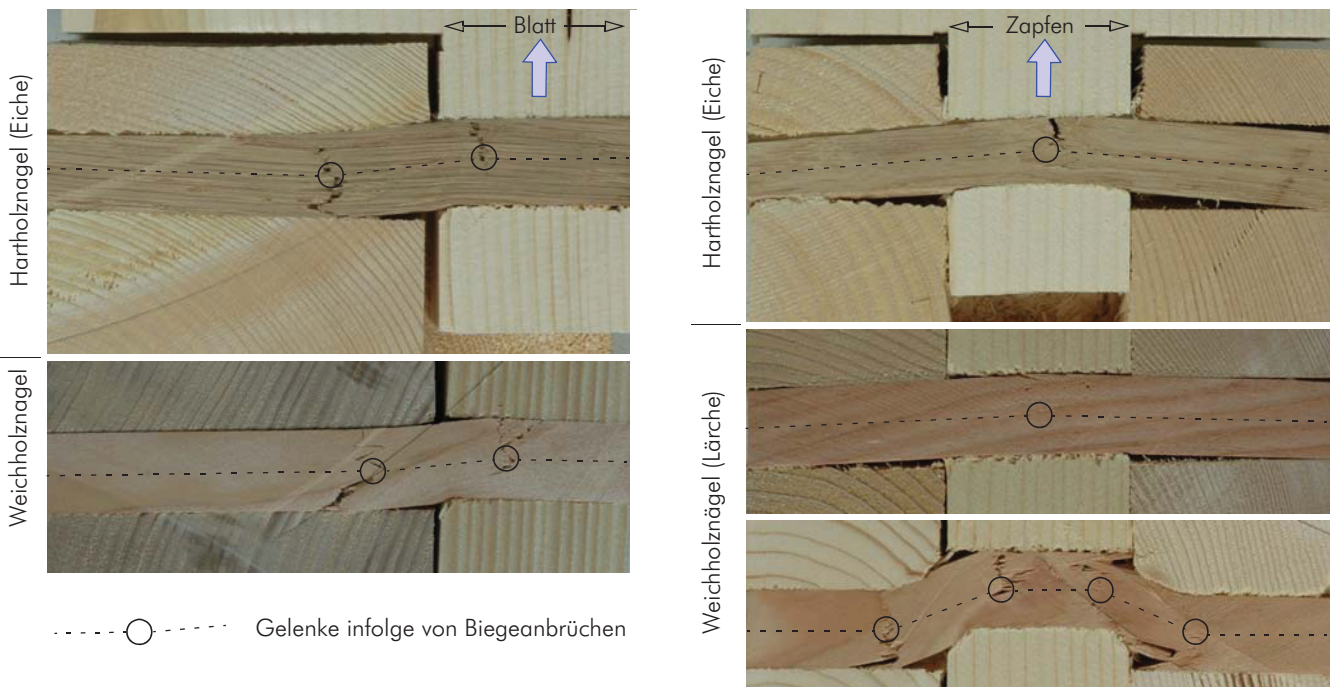 Blatt
Hartholznagel (Eiche)
Weichholznagel
Gelenke infolge von Biegeanbrüchen
Zapfen
Hartholznagel (Eiche)
Weichholznägel (Lärche)